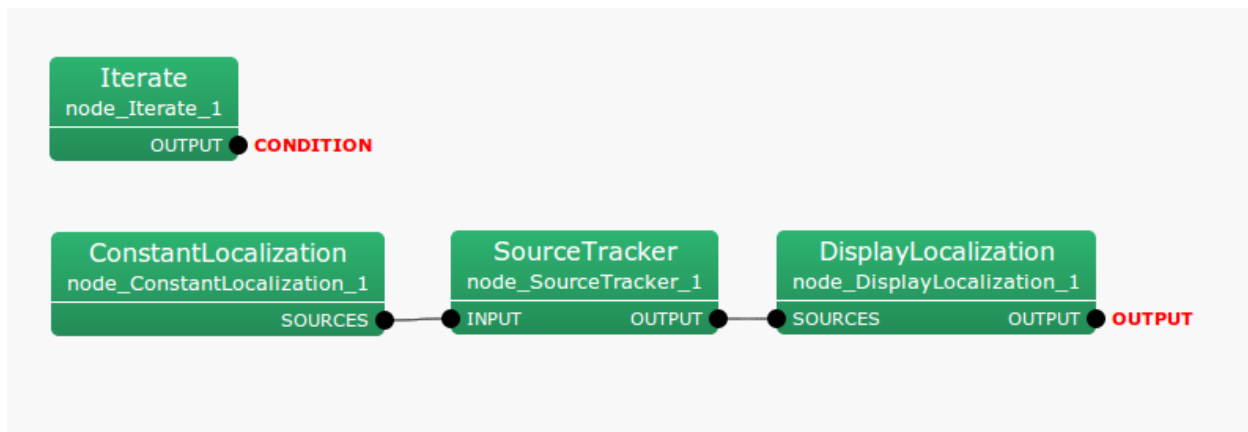 Iterate
node_Iterate_1
OUTPUT CONDITION
ConstantLocalization
node_ConstantLocalization_1
SOURCES
SourceTracker
node_SourceTracker_1
INPUT OUTPUT
DisplayLocalization
node_DisplayLocalization_1
SOURCES OUTPUT OUTPUT